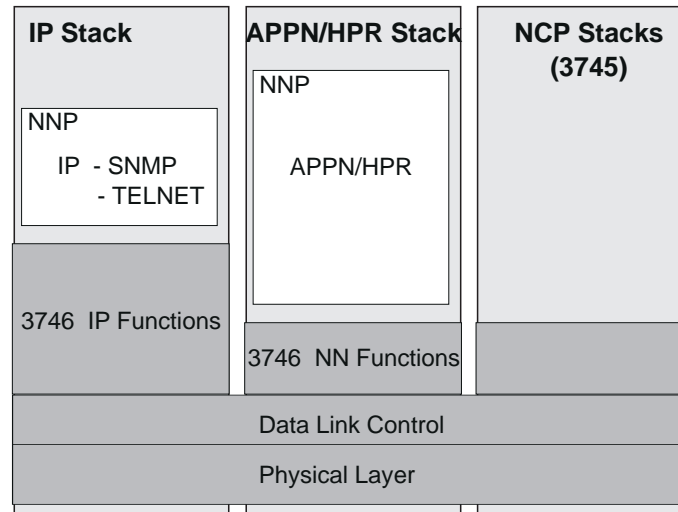 IP Stack
NNP
IP - SNMP
- TELNET
3746 IP Functions
APPN/HPR Stack
NNP
APPN/HPR
3746 NN Functions
NCP Stacks
(3745)
Data Link Control
Physical Layer